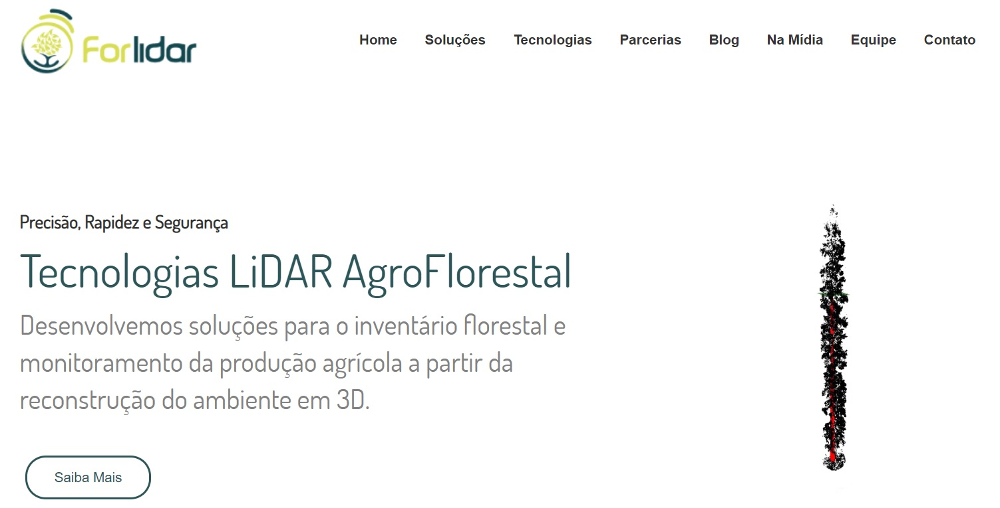 Forlidar
Home Soluções Tecnologias Parcerias Blog Na Mídia Equipe Contato
Precisão, Rapidez e Segurança
Tecnologias LiDAR AgroFlorestal
Desenvolvemos soluções para o inventário florestal e
monitoramento da produção agrícola a partir da
reconstrução do ambiente em 3D.
Saiba Mais